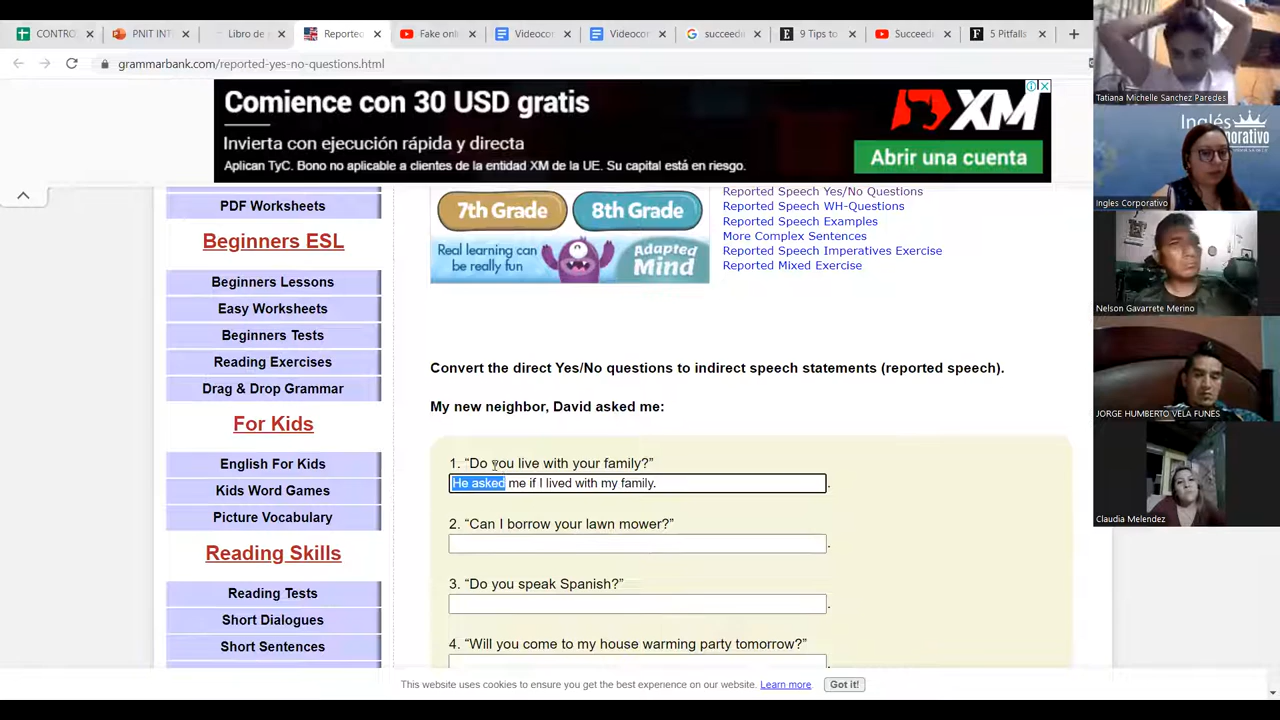 CONTRO
PNIT INT
Libro de a
Reported
Fake onli
Videocor
Videocor
succeedi
9 Tips to
Succeed
5 Pitfalls
grammarbank.com/reported-yes-no-questions.html
Comience con 30 USD gratis
Invierta con ejecución rápida y directa
Aplican TyC. Bono no applicable a clientes de la entidad XM de la UE. Su capital está en riesgo.
XM
Abrir una cuenta
PDF Worksheets
Beginners ESL
Beginners Lessons
Easy Worksheets
Beginners Tests
Reading Exercises
Drag & Drop Grammar
For Kids
English For Kids
Kids Word Games
Picture Vocabulary
Reading Skills
Reading Tests
Short Dialogues
Short Sentences
7th Grade
8th Grade
Real learning can
be really fun
Adapted
Mind
Reported Speech Yes/No Questions
Reported Speech WH-Questions
Reported Speech Examples
More Complex Sentences
Reported Speech Imperatives Exercise
Reported Mixed Exercise
Convert the direct Yes/No questions to indirect speech statements (reported speech).
My new neighbor, David asked me:
1. “Do you live with your family?”
He asked me if I lived with my family.
.
2. “Can I borrow your lawn mower?”
.
3. “Do you speak Spanish?”
.
4. “Will you come to my house warming party tomorrow?”
.
This website uses cookies to ensure you get the best experience on our website. Learn more. Got it!
Tatiana Michelle Sanchez Paredes
Inglés
orporativo
Ingles Corporativo
Nelson Gavarrete Merino
JORGE HUMBERTO VELA FUNES
Claudia Melendez